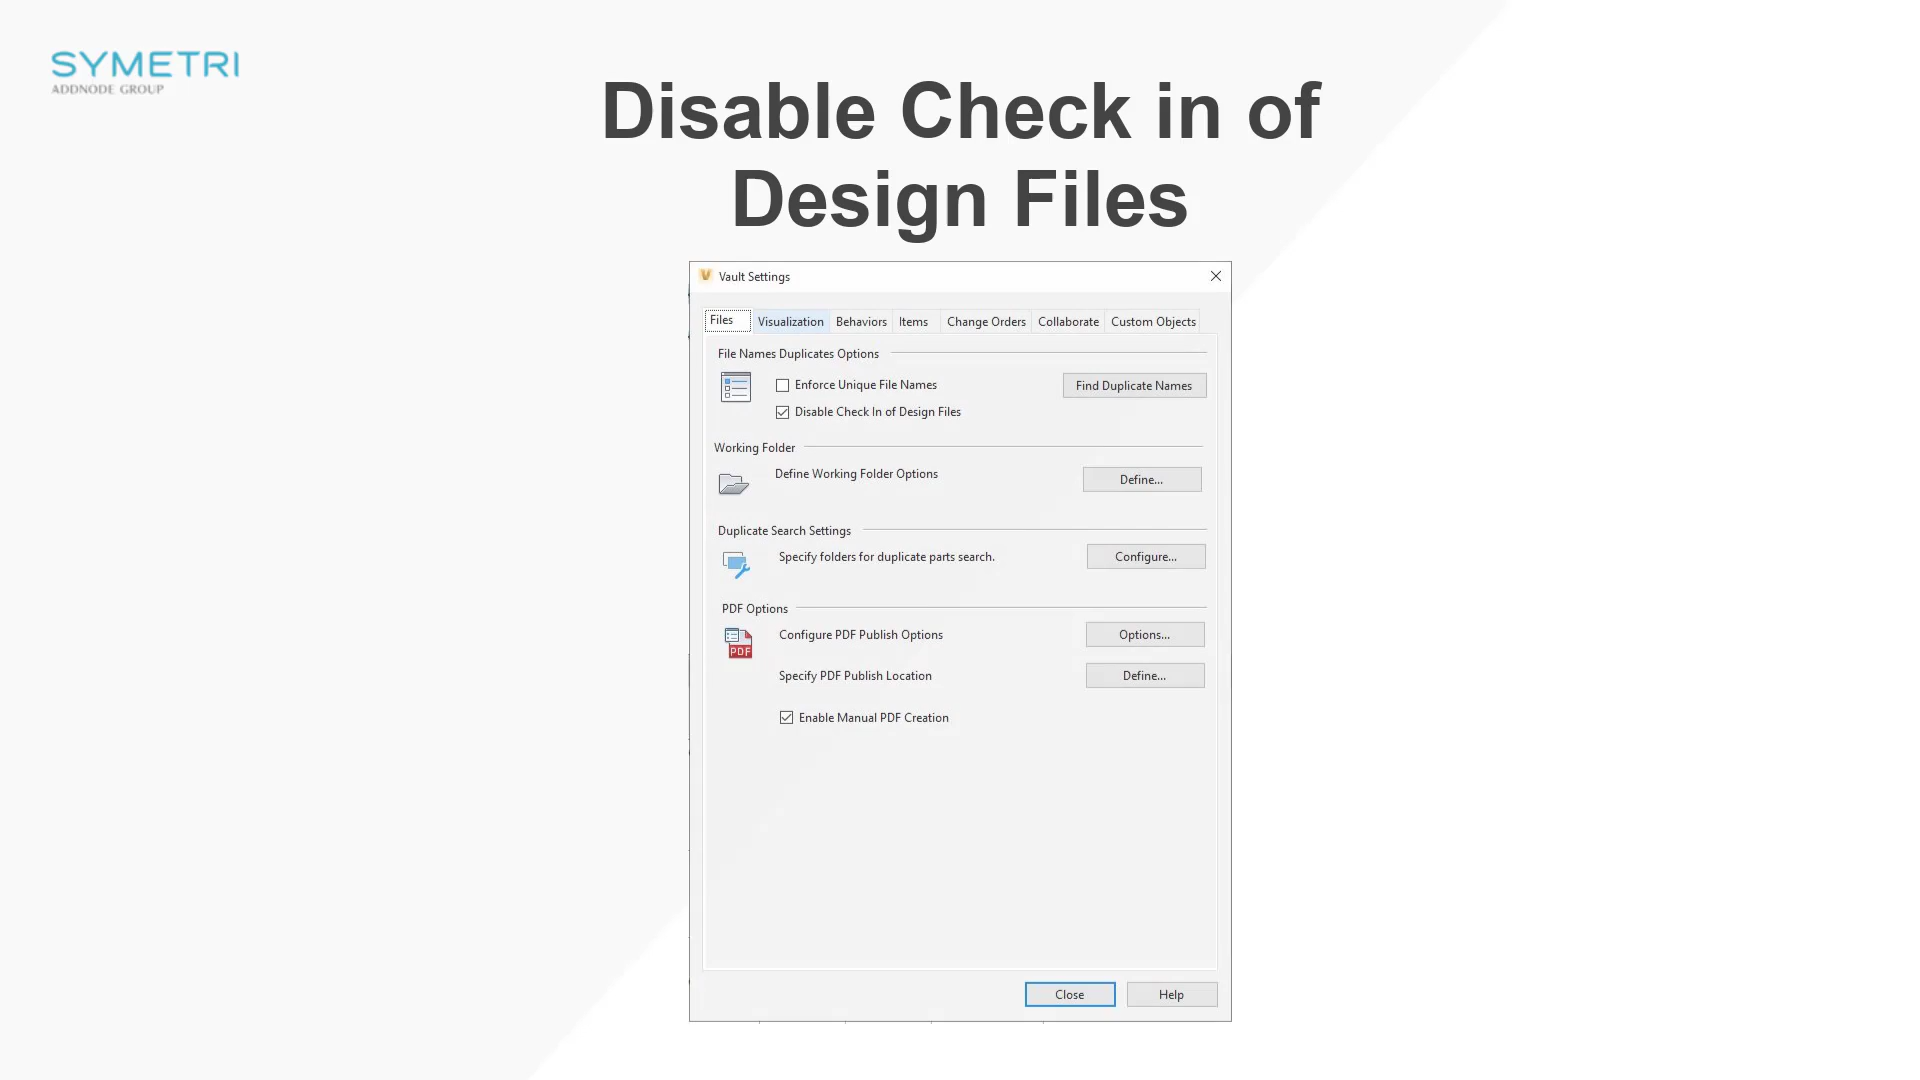 SYMETRI
ADDNODE GROUP
Disable Check in of
Design Files
Vault Settings
Files Visualization Behaviors Items Change Orders Collaborate Custom Objects
File Names Duplicates Options
Enforce Unique File Names Find Duplicate Names
Disable Check In of Design Files
Working Folder
Define Working Folder Options Define...
Duplicate Search Settings
Specify folders for duplicate parts search. Configure...
PDF Options
PDF Configure PDF Publish Options Options...
Specify PDF Publish Location Define...
Enable Manual PDF Creation
Close Help